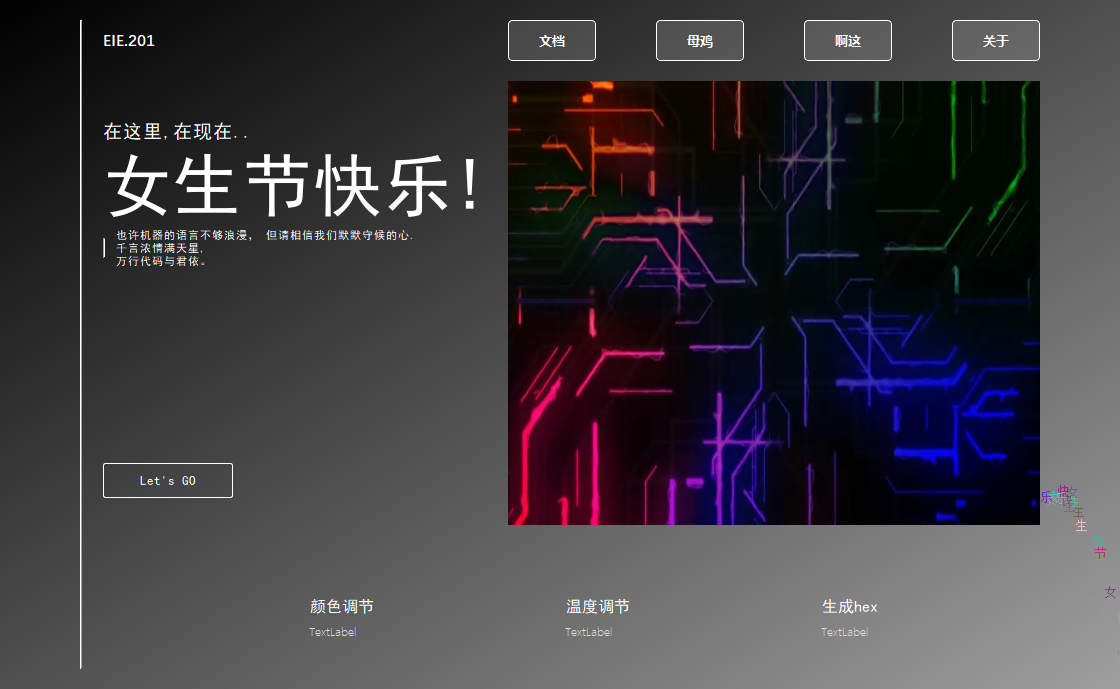 EIE.201
文档
母鸡
啊这
关于
在这里,在现在..
女生节快乐!
也许机器的语言不够浪漫, 但请相信我们默默守候的心.
千言浓情满天星.
万行代码与君依。
Let's GO
颜色调节
温度调节
生成hex
TextLabel
TextLabel
TextLabel
乐
快
女
生
生
节
女